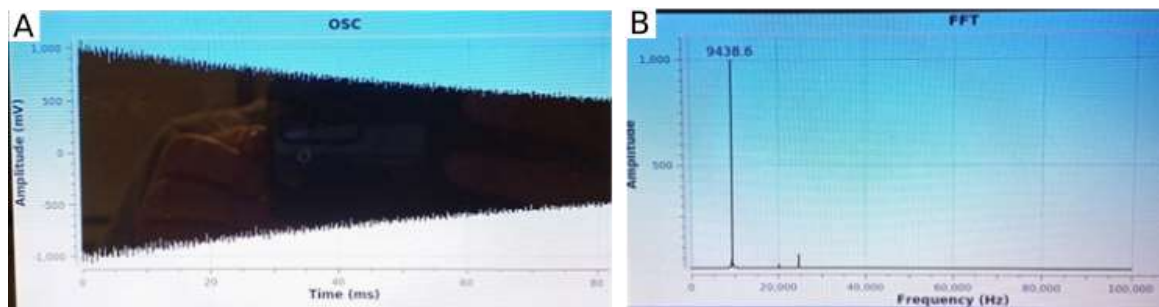 A
OSC
1,000
500
0
-500
-1,000
Amplitude (mV)
0
20
40
60
80
Time (ms)
B
FFT
9438.6
1,000
500
Amplitude
0
20.000
40.000
60.000
80.000
100.000
Frequency (Hz)